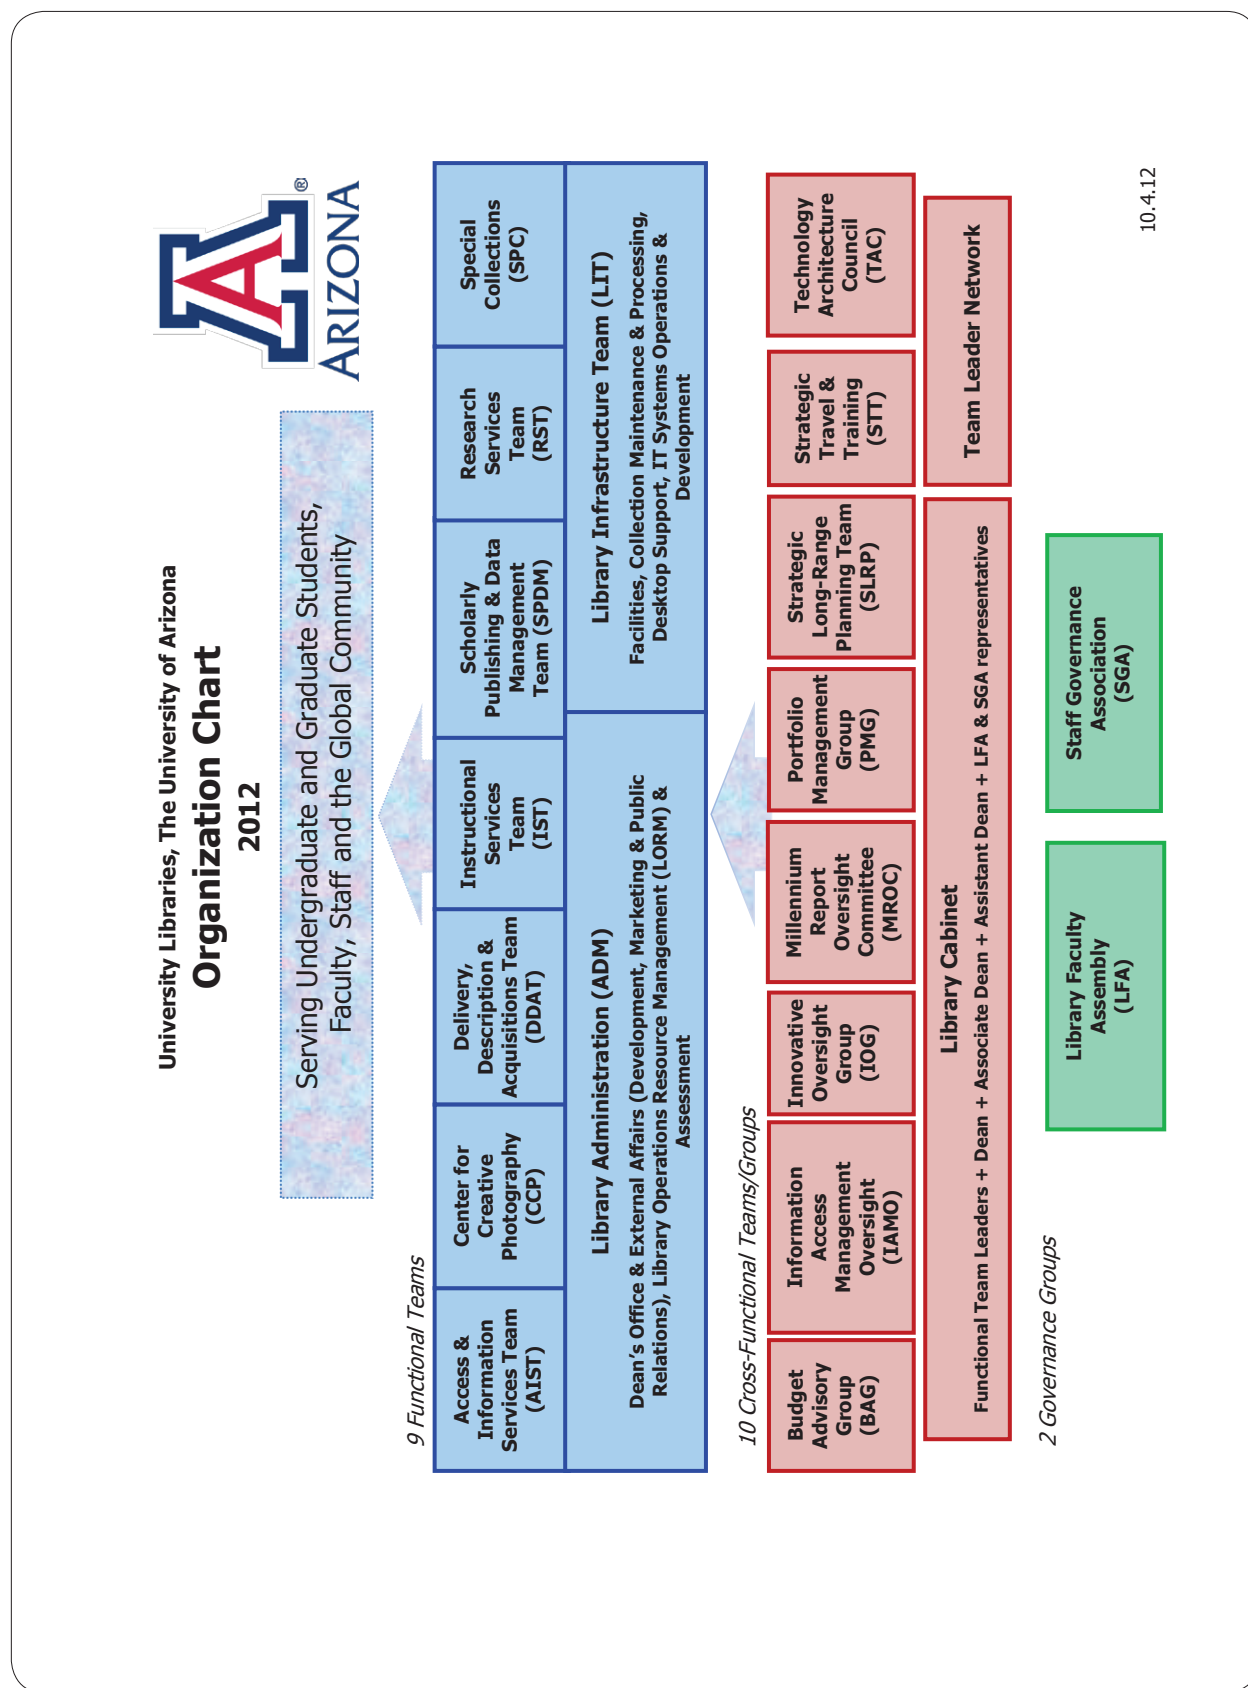 University Libraries, The University of Arizona
Organization Chart
2012
®
ARIZONA
Serving Undergraduate and Graduate Students,
Faculty, Staff and the Global Community
9 Functional Teams
Access &
Information
Services Team
(AIST)
Center for
Creative
Photography
(CCP)
Delivery,
Description &
Acquisitions Team
(DDAT)
Instructional
Services
Team
(IST)
Scholarly
Publishing & Data
Management
Team (SPDM)
Research
Services
Team
(RST)
Special
Collections
(SPC)
Library Administration (ADM)
Dean's Office & External Affairs (Development, Marketing & Public
Relations), Library Operations Resource Management (LORM) &
Assessment
Library Infrastructure Team (LIT)
Facilities, Collection Maintenance & Processing,
Desktop Support, IT Systems Operations &
Development
10 Cross-Functional Teams/Groups
Budget
Advisory
Group
(BAG)
Information
Access
Management
Oversight
(IAMO)
Innovative
Oversight
Group
(IOG)
Millennium
Report
Oversight
Committee
(MROC)
Portfolio
Management
Group
(PMG)
Strategic
Long-Range
Planning Team
(SLRP)
Strategic
Travel &
Training
(STT)
Technology
Architecture
Council
(TAC)
Library Cabinet
Functional Team Leaders + Dean + Associate Dean + Assistant Dean + LFA & SGA representatives
Team Leader Network
2 Governance Groups
Library Faculty
Assembly
(LFA)
Staff Governance
Association
(SGA)
10.4.12